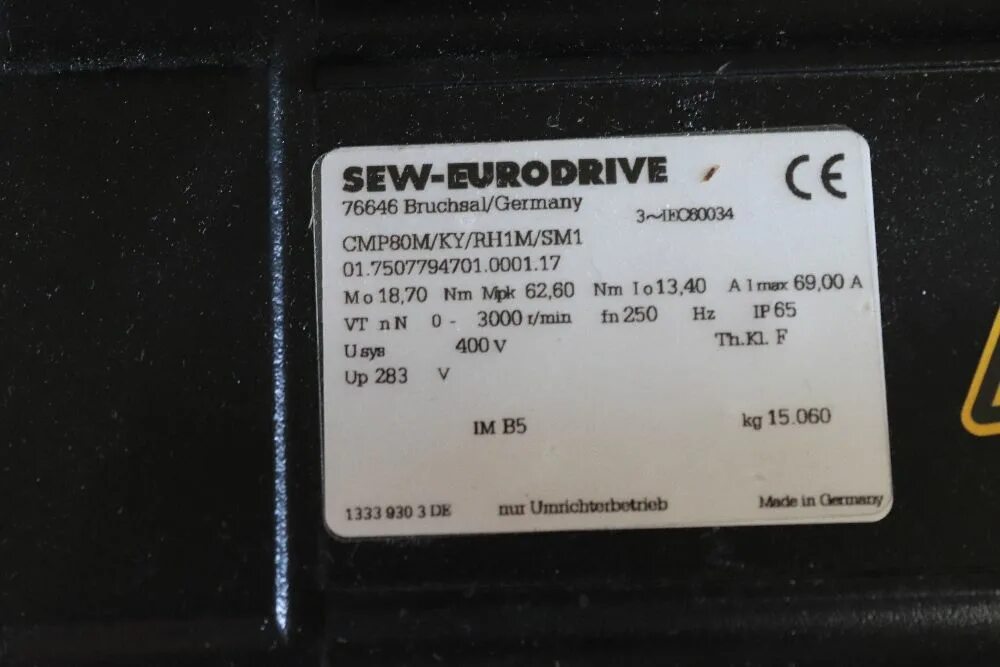 SEW-EURODRIVE CE
76646 Bruchsal/Germany 3~IEC60034
CMP80M/KY/RH1M/SM1
01.7507794701.0001.17
Mo 18,70 Nm Mpk 62,60 Nm Io 13,40 A Imax 69,00 A
VT nN 0 - 3000 r/min fn 250 Hz IP 65
U sys 400 V Th.Kl. F
Up 283 V
IM B5 kg 15.060
1333 930 3 DE nur Umrichterbetrieb Made in Germany